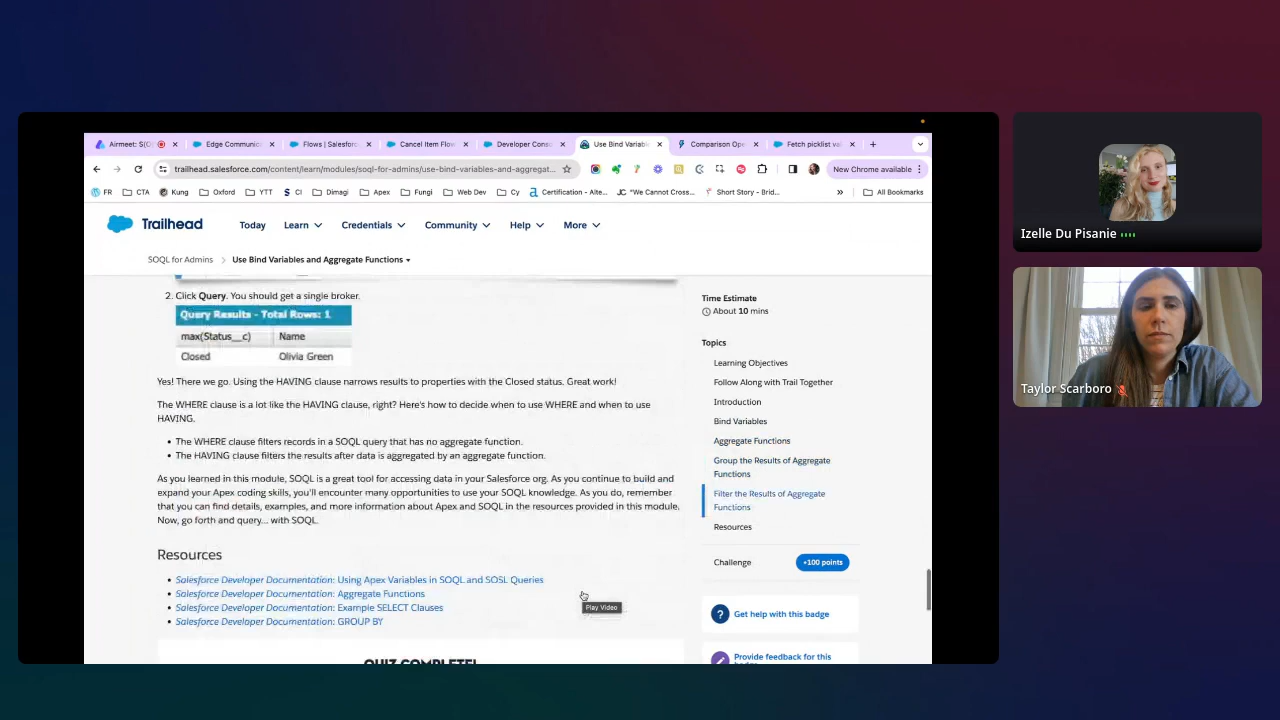 Airmeet: S(O
Edge Communic
Flows | Salesforc
Cancel Item Flow
Developer Conso
Use Bind Variabl
Comparison Ope
Fetch picklist val
trailhead.salesforce.com/content/learn/modules/soql-for-admins/use-bind-variables-and-aggregat...
New Chrome available
FR
CTA
Kung
Oxford
YTT
CI
Dimagi
Apex
Fungi
Web Dev
Cy
Certification - Alte...
"We Cannot Cross...
Short Story - Brid...
»
All Bookmarks
Trailhead
Today
Learn
Credentials
Community
Help
More
SOQL for Admins
Use Bind Variables and Aggregate Functions
2. Click Query. You should get a single broker.
Query Results - Total Rows: 1
max(Status__c) Name
Closed Olivia Green
Yes! There we go. Using the HAVING clause narrows results to properties with the Closed status. Great work!
The WHERE clause is a lot like the HAVING clause, right? Here's how to decide when to use WHERE and when to use
HAVING.
• The WHERE clause filters records in a SOQL query that has no aggregate function.
• The HAVING clause filters the results after data is aggregated by an aggregate function.
As you learned in this module, SOQL is a great tool for accessing data in your Salesforce org. As you continue to build and
expand your Apex coding skills, you'll encounter many opportunities to use your SOQL knowledge. As you do, remember
that you can find details, examples, and more information about Apex and SOQL in the resources provided in this module.
Now, go forth and query... with SOQL.
Resources
• Salesforce Developer Documentation: Using Apex Variables in SOQL and SOSL Queries
• Salesforce Developer Documentation: Aggregate Functions
• Salesforce Developer Documentation: Example SELECT Clauses
• Salesforce Developer Documentation: GROUP BY
Play Video
QUIZ COMPLETE!
Time Estimate
About 10 mins
Topics
Learning Objectives
Follow Along with Trail Together
Introduction
Bind Variables
Aggregate Functions
Group the Results of Aggregate
Functions
Filter the Results of Aggregate
Functions
Resources
Challenge
+100 points
Get help with this badge
Provide feedback for this
Izelle Du Pisanie
Taylor Scarboro